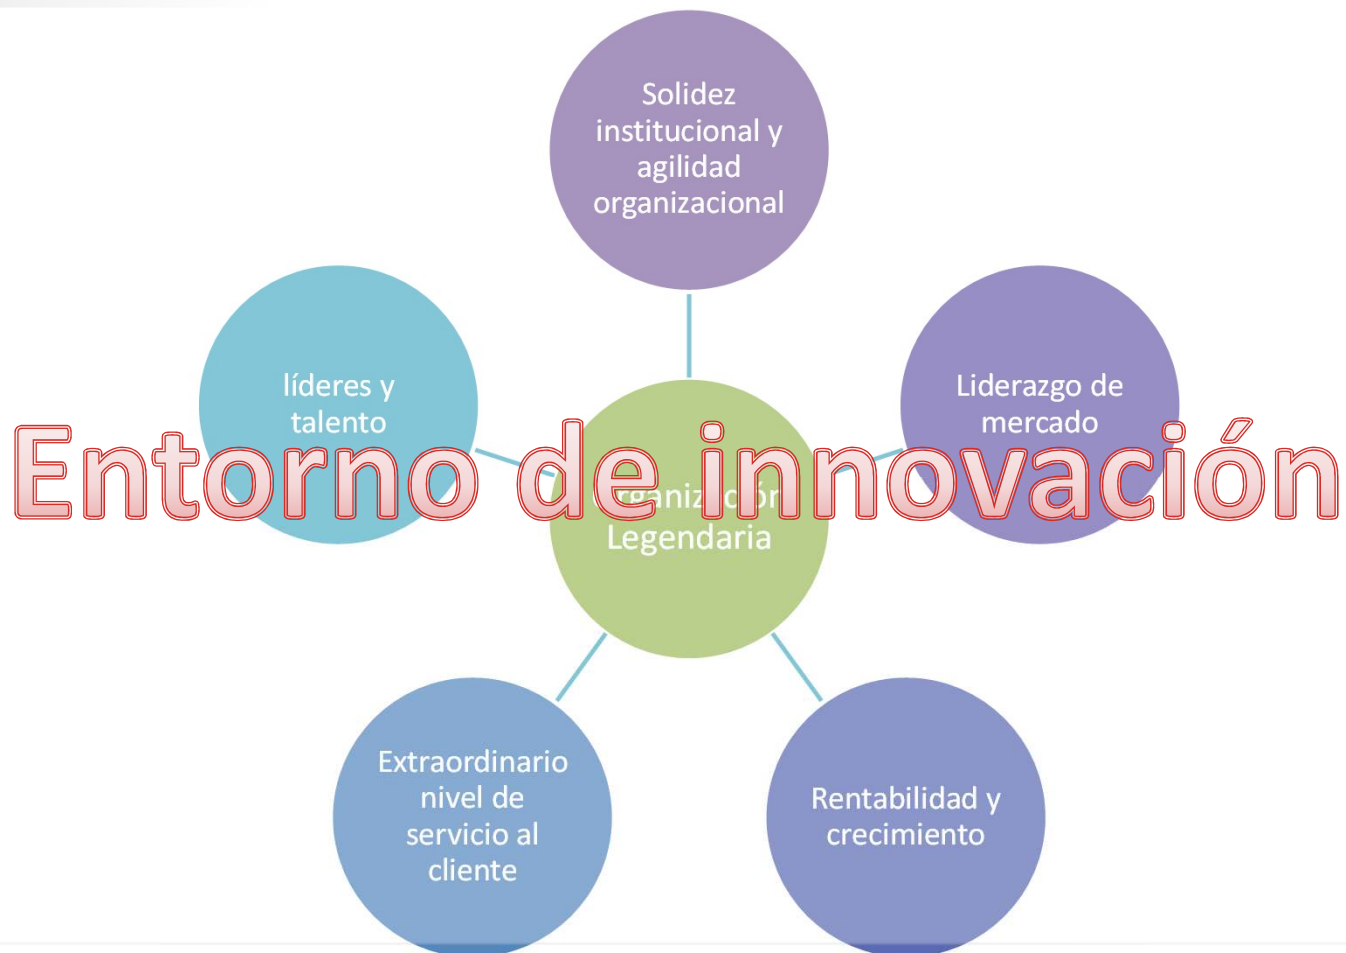 Solidez
institucional y
agilidad
organizacional
líderes y
talento
Liderazgo de
mercado
Entorno de innovación
Organización
Legendaria
Extraordinario
nivel de
servicio al
cliente
Rentabilidad y
crecimiento